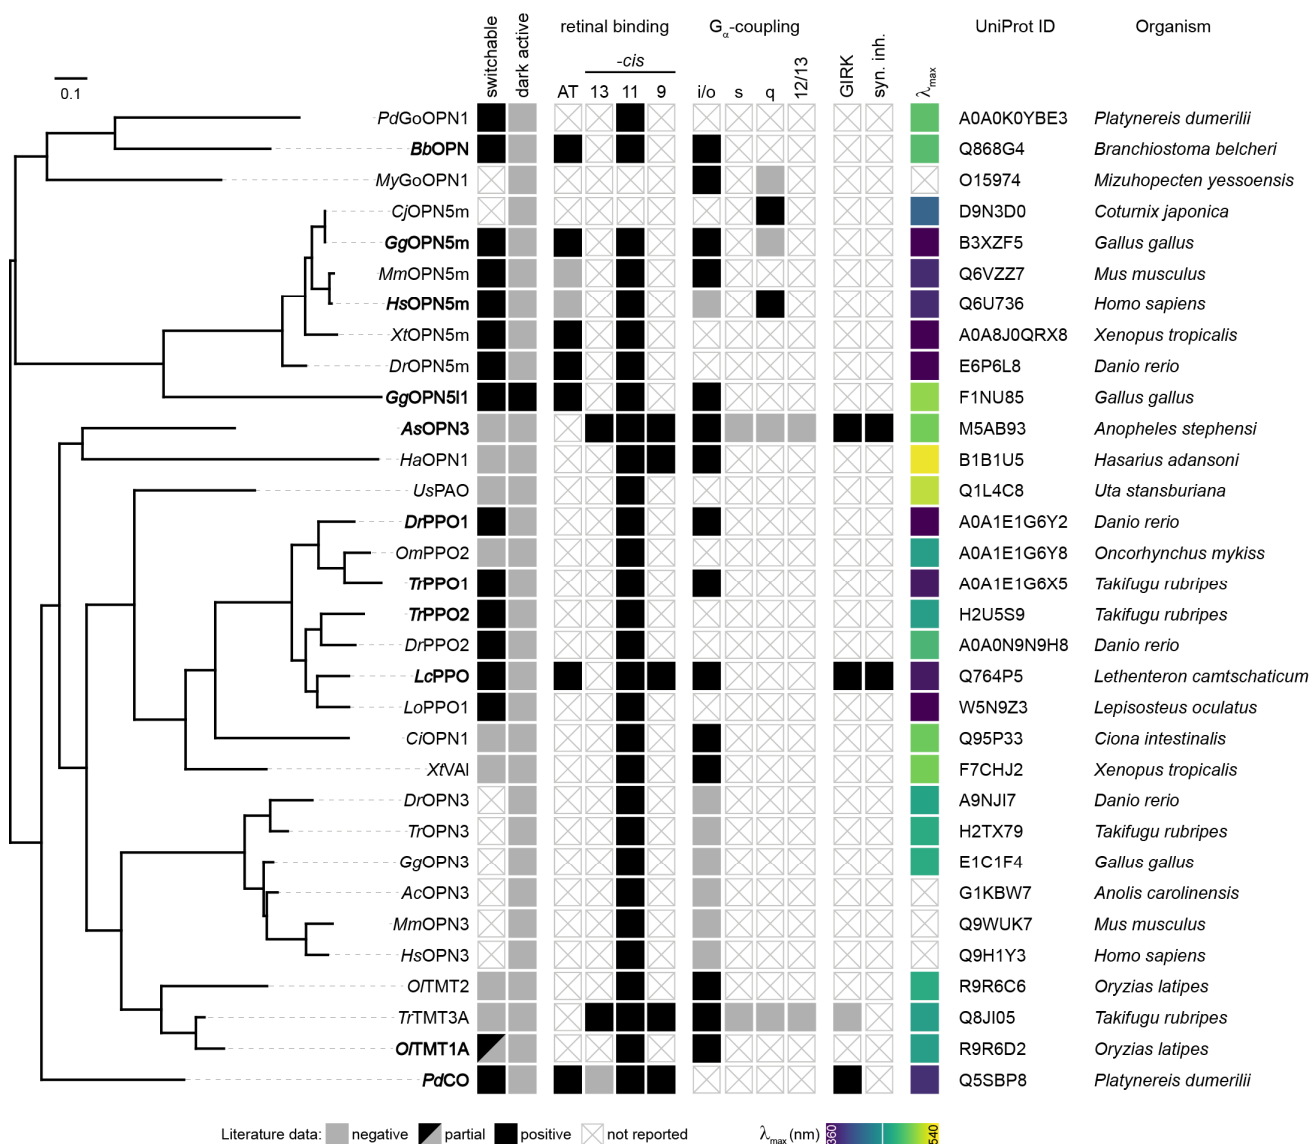 switchable dark active retinal binding Gα-coupling GIRK syn. inh. λmax UniProt ID Organism
-cis
AT 13 11 9 i/o s q 12/13
0.1
PdGoOPN1 A0A0K0YBE3 Platynereis dumerilii
BbOPN Q868G4 Branchiostoma belcheri
MyGoOPN1 O15974 Mizuhopecten yessoensis
CjOPN5m D9N3D0 Coturnix japonica
GgOPN5m B3XZF5 Gallus gallus
MmOPN5m Q6VZZ7 Mus musculus
HsOPN5m Q6U736 Homo sapiens
XtOPN5m A0A8J0QRX8 Xenopus tropicalis
DrOPN5m E6P6L8 Danio rerio
GgOPN5l1 F1NU85 Gallus gallus
AsOPN3 M5AB93 Anopheles stephensi
HaOPN1 B1B1U5 Hasarius adansoni
UsPAO Q1L4C8 Uta stansburiana
DrPPO1 A0A1E1G6Y2 Danio rerio
OmPPO2 A0A1E1G6Y8 Oncorhynchus mykiss
TrPPO1 A0A1E1G6X5 Takifugu rubripes
TrPPO2 H2U5S9 Takifugu rubripes
DrPPO2 A0A0N9N9H8 Danio rerio
LcPPO Q764P5 Lethenteron camtschaticum
LoPPO1 W5N9Z3 Lepisosteus oculatus
CiOPN1 Q95P33 Ciona intestinalis
XtVAl F7CHJ2 Xenopus tropicalis
DrOPN3 A9NJI7 Danio rerio
TrOPN3 H2TX79 Takifugu rubripes
GgOPN3 E1C1F4 Gallus gallus
AcOPN3 G1KBW7 Anolis carolinensis
MmOPN3 Q9WUK7 Mus musculus
HsOPN3 Q9H1Y3 Homo sapiens
OlTMT2 R9R6C6 Oryzias latipes
TrTMT3A Q8JI05 Takifugu rubripes
OlTMT1A R9R6D2 Oryzias latipes
PdCO Q5SBP8 Platynereis dumerilii
Literature data: negative partial positive not reported λmax (nm) 360 540